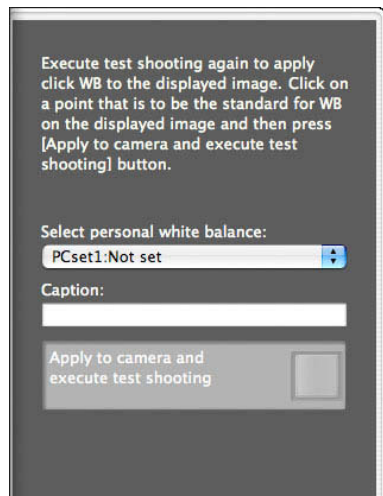 Execute test shooting again to apply
click WB to the displayed image. Click on
a point that is to be the standard for WB
on the displayed image and then press
[Apply to camera and execute test
shooting] button.
Select personal white balance:
PCset1:Not set
Caption:
Apply to camera and
execute test shooting